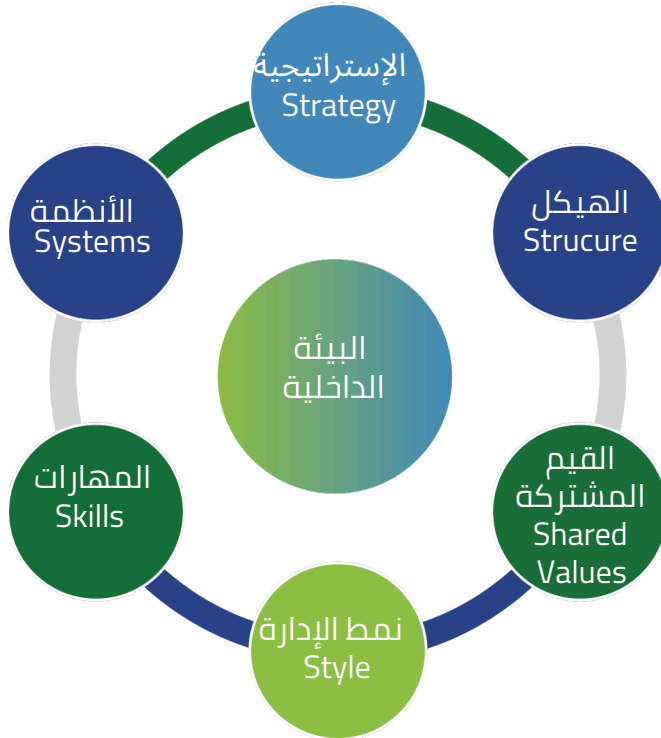 الإستراتيجية
Strategy
الهيكل
Strucure
القيم
المشتركة
Shared
Values
نمط الإدارة
Style
المهارات
Skills
الأنظمة
Systems
البيئة
الداخلية